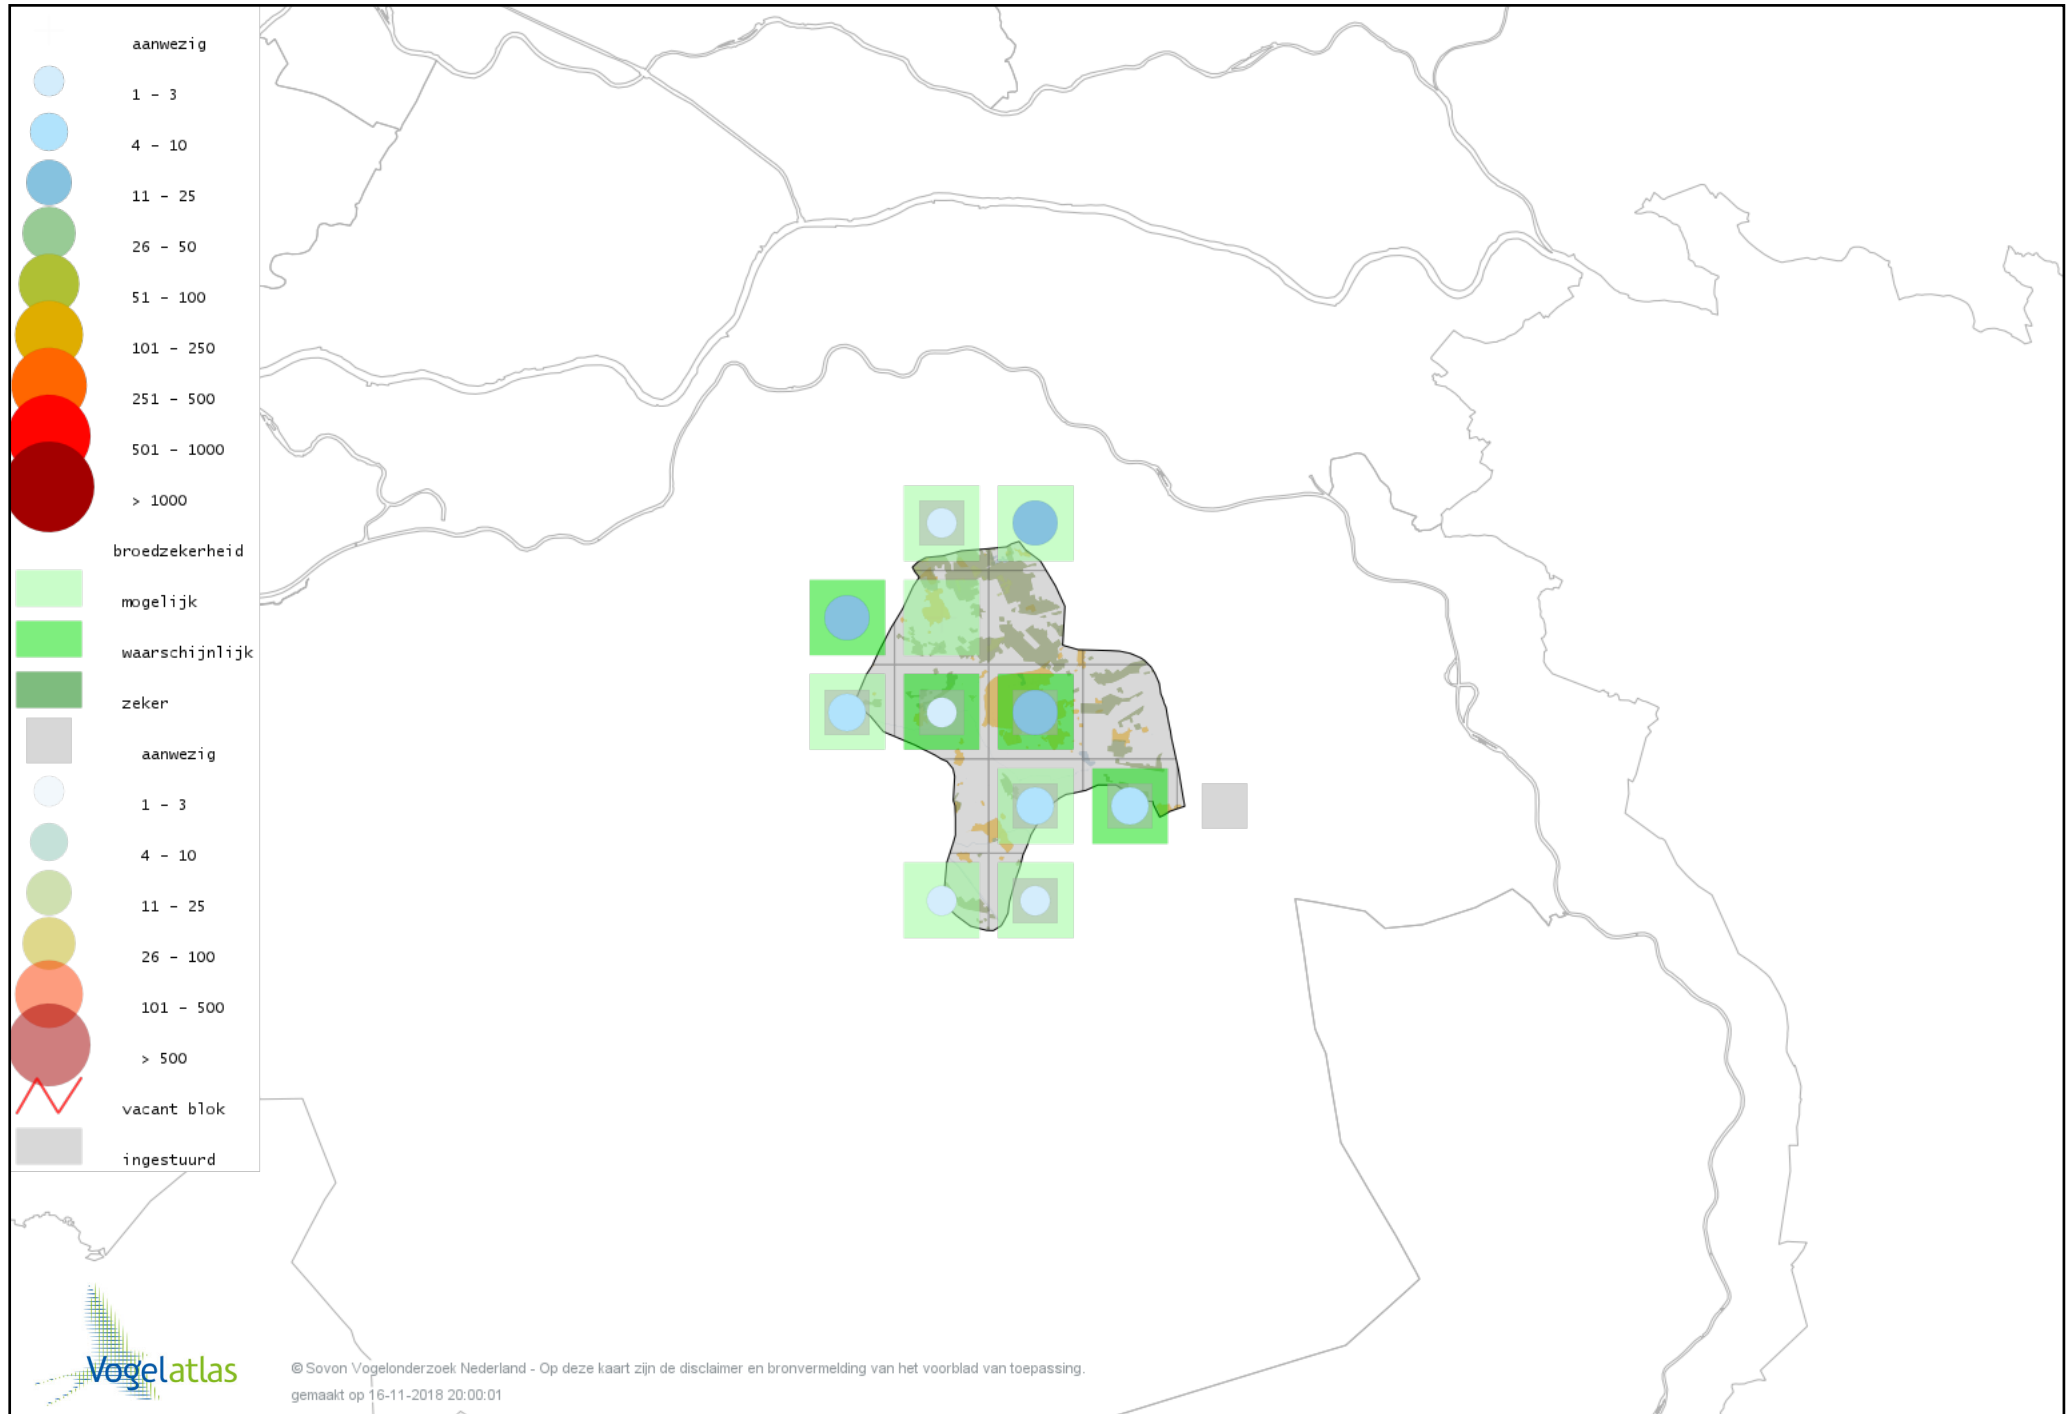 aanwezig
1 - 3
4 - 10
11 - 25
26 - 50
51 - 100
101 - 250
251 - 500
501 - 1000
> 1000
broedzekerheid
mogelijk
waarschijnlijk
zeker
aanwezig
1 - 3
4 - 10
11 - 25
26 - 100
101 - 500
> 500
vacant blok
ingestuurd
Vogelatlas
© Sovon Vogelonderzoek Nederland - Op deze kaart zijn de disclaimer en bronvermelding van het voorblad van toepassing.
gemaakt op 16-11-2018 20:00:01